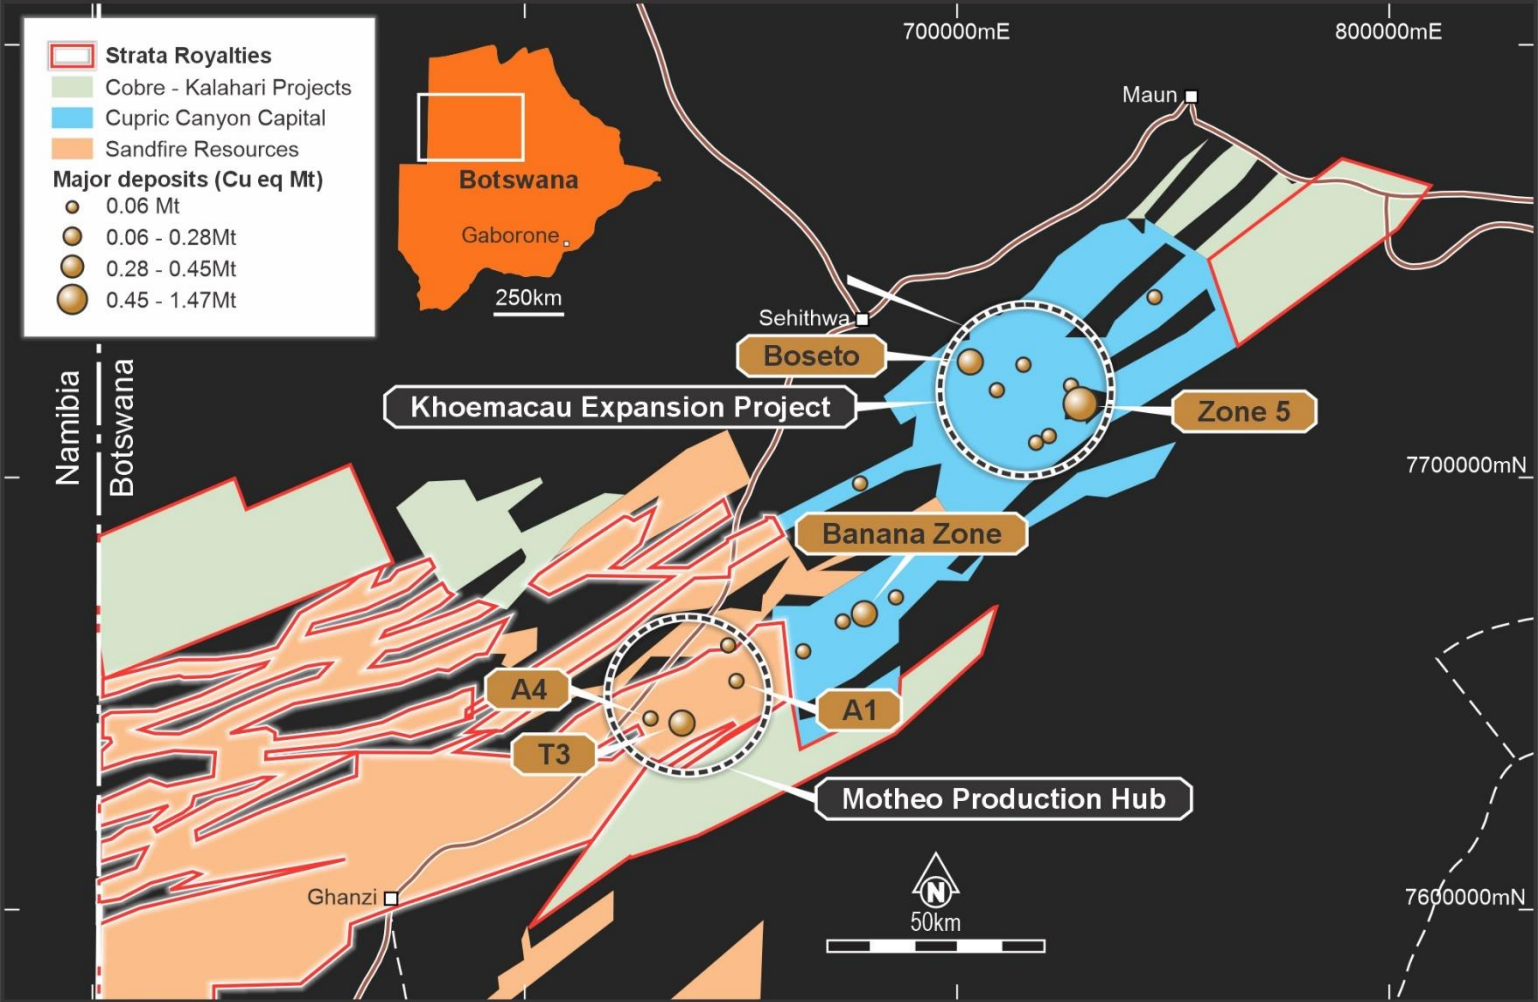 700000mE
800000mE
Strata Royalties
Cobre - Kalahari Projects
Cupric Canyon Capital
Sandfire Resources
Major deposits (Cu eq Mt)
0.06 Mt
0.06 - 0.28Mt
0.28 - 0.45Mt
0.45 - 1.47Mt
Botswana
Gaborone
250km
Maun
Sehithwa
Boseto
Khoemacau Expansion Project
Zone 5
Namibia
Botswana
7700000mN
Banana Zone
A4
A1
T3
Motheo Production Hub
Ghanzi
N
50km
7600000mN